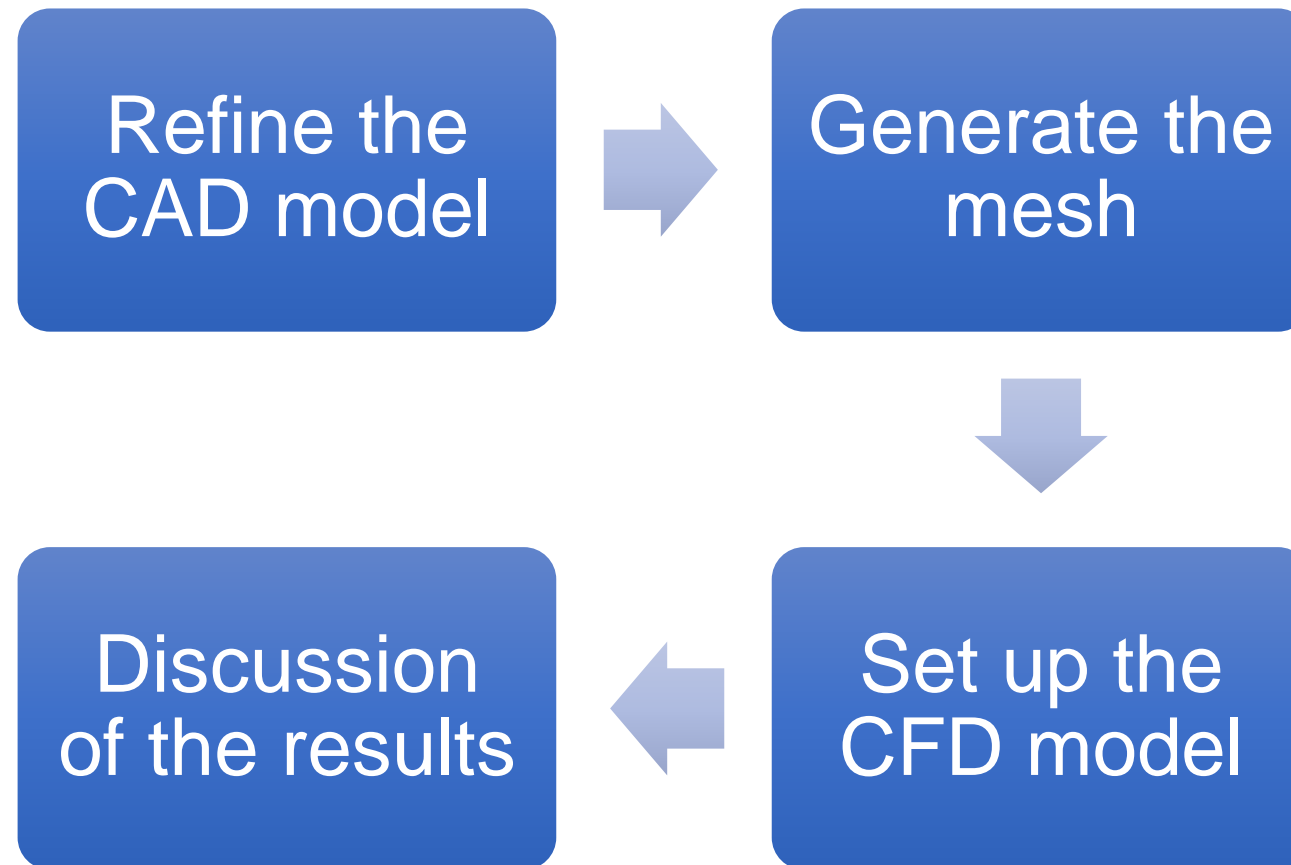 Refine the
CAD model
Generate the
mesh
Set up the
CFD model
Discussion
of the results